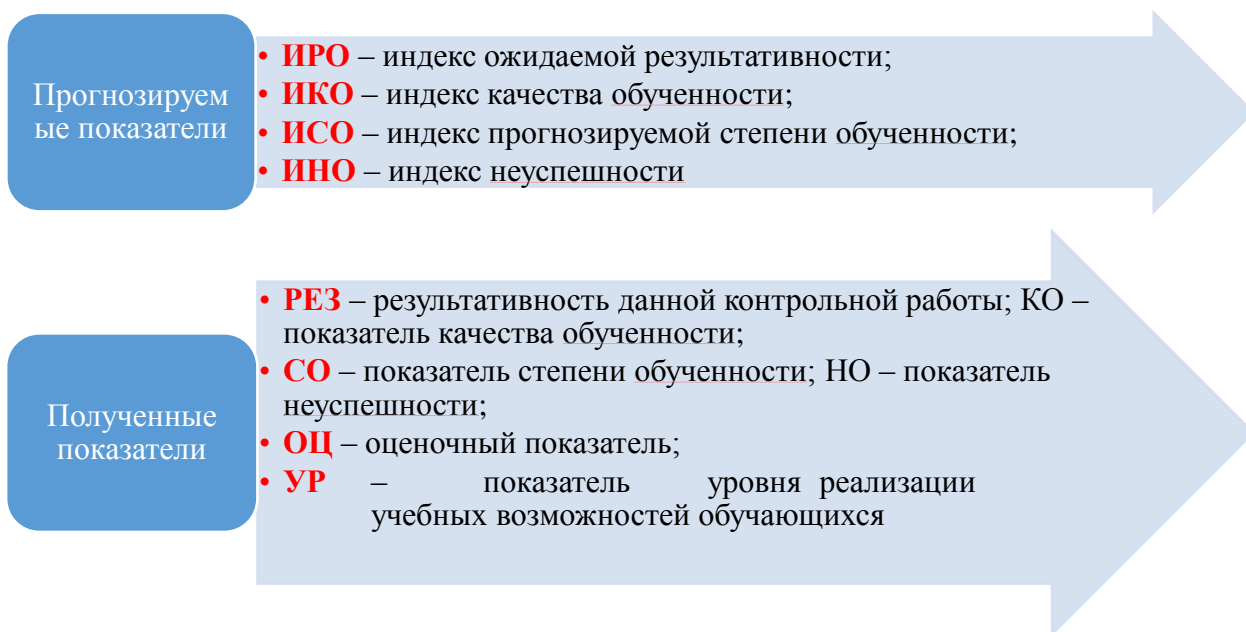 Прогнозируем
ые показатели
• ИРО – индекс ожидаемой результативности;
• ИКО – индекс качества обученности;
• ИСО – индекс прогнозируемой степени обученности;
• ИНО – индекс неуспешности
Полученные
показатели
• РЕЗ – результативность данной контрольной работы; КО –
показатель качества обученности;
• СО – показатель степени обученности; НО – показатель
неуспешности;
• ОЦ – оценочный показатель;
• УР – показатель уровня реализации
учебных возможностей обучающихся